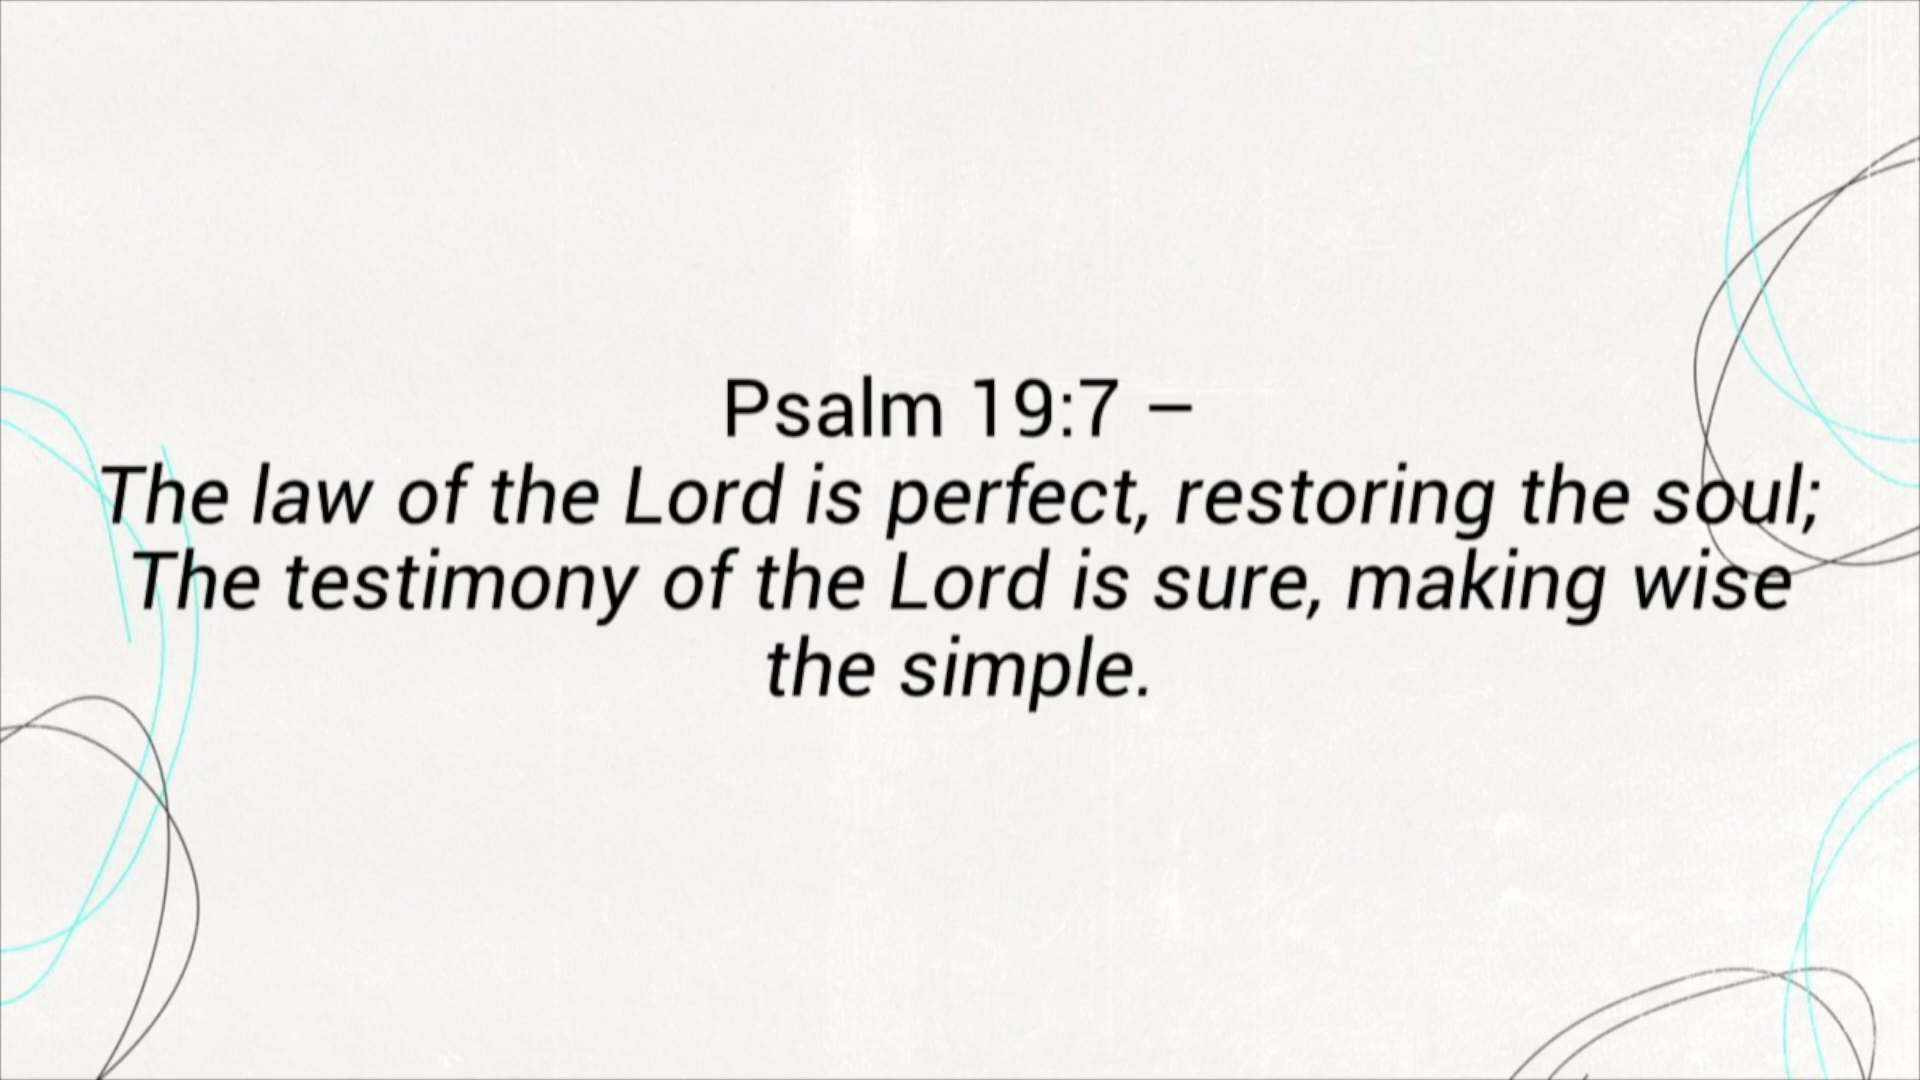 Psalm 19:7 –
The law of the Lord is perfect, restoring the soul;
The testimony of the Lord is sure, making wise
the simple.